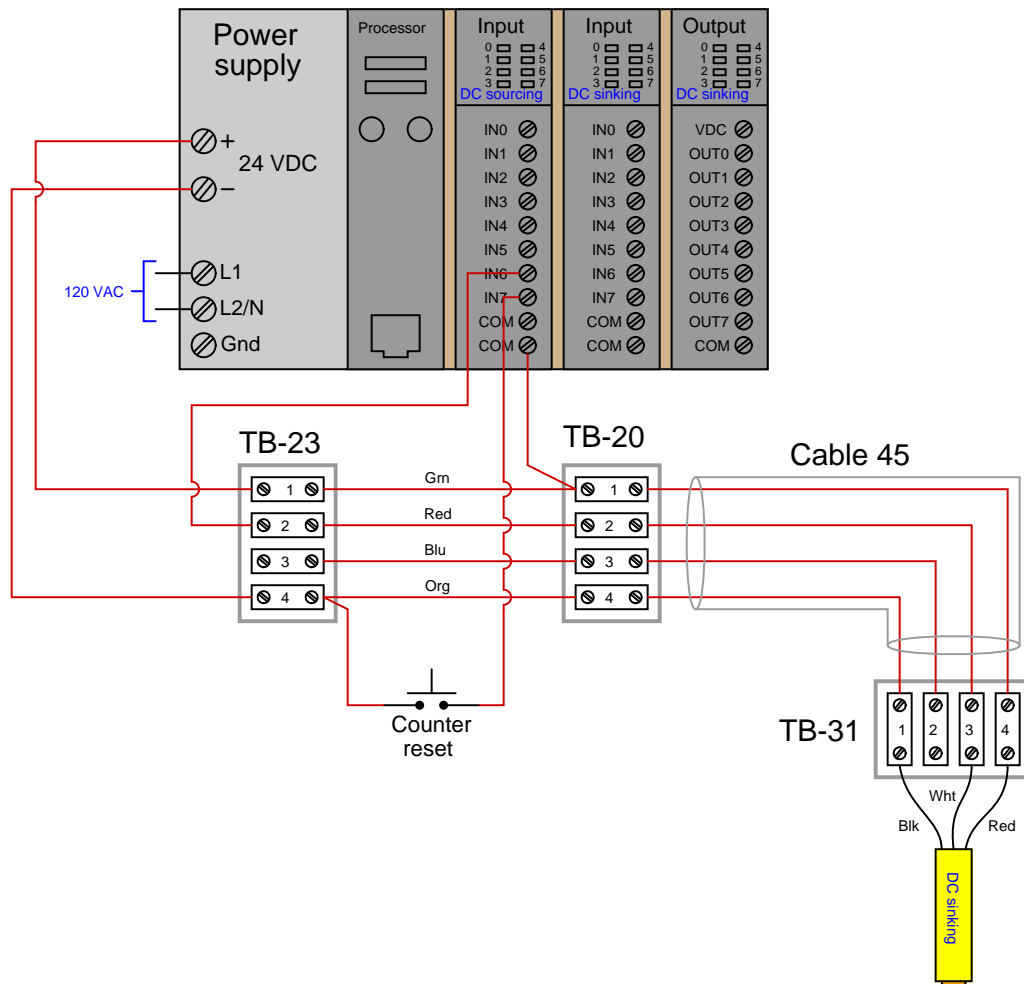 Power
supply
Processor
Input
0 4
1 5
2 6
3 7
DC sourcing
Input
0 4
1 5
2 6
3 7
DC sinking
Output
0 4
1 5
2 6
3 7
DC sinking
+
24 VDC
−
L1
120 VAC
L2/N
Gnd
IN0
IN1
IN2
IN3
IN4
IN5
IN6
IN7
COM
COM
IN0
IN1
IN2
IN3
IN4
IN5
IN6
IN7
COM
COM
VDC
OUT0
OUT1
OUT2
OUT3
OUT4
OUT5
OUT6
OUT7
COM
TB-23
1
2
3
4
Grn
Red
Blu
Org
TB-20
1
2
3
4
Cable 45
Counter
reset
TB-31
1 2 3 4
Wht
Blk
Red
DC sinking